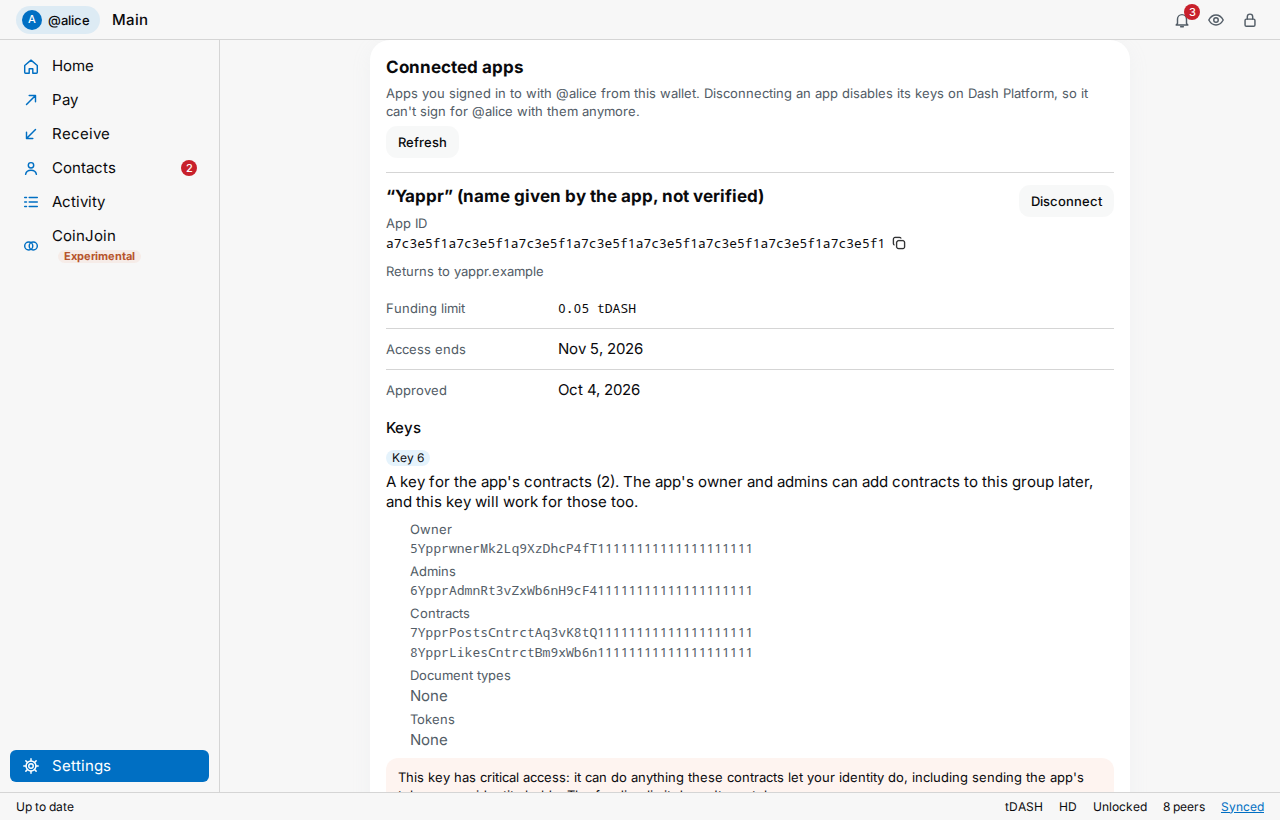 A @alice Main 3
Home
Pay
Receive
Contacts 2
Activity
CoinJoin
Experimental
Settings
Connected apps
Apps you signed in to with @alice from this wallet. Disconnecting an app disables its keys on Dash Platform, so it
can't sign for @alice with them anymore.
Refresh
“Yappr” (name given by the app, not verified)
Disconnect
App ID
a7c3e5f1a7c3e5f1a7c3e5f1a7c3e5f1a7c3e5f1a7c3e5f1a7c3e5f1a7c3e5f1
Returns to yappr.example
Funding limit 0.05 tDASH
Access ends Nov 5, 2026
Approved Oct 4, 2026
Keys
Key 6
A key for the app's contracts (2). The app's owner and admins can add contracts to this group later,
and this key will work for those too.
Owner
5YpprwnerMk2Lq9XzDhcP4fT11111111111111111111
Admins
6YpprAdmnRt3vZxWb6nH9cF411111111111111111111
Contracts
7YpprPostsCntrctAq3vK8tQ11111111111111111111
8YpprLikesCntrctBm9xWb6n11111111111111111111
Document types
None
Tokens
None
This key has critical access: it can do anything these contracts let your identity do, including sending the app's
Up to date
tDASH HD Unlocked 8 peers Synced